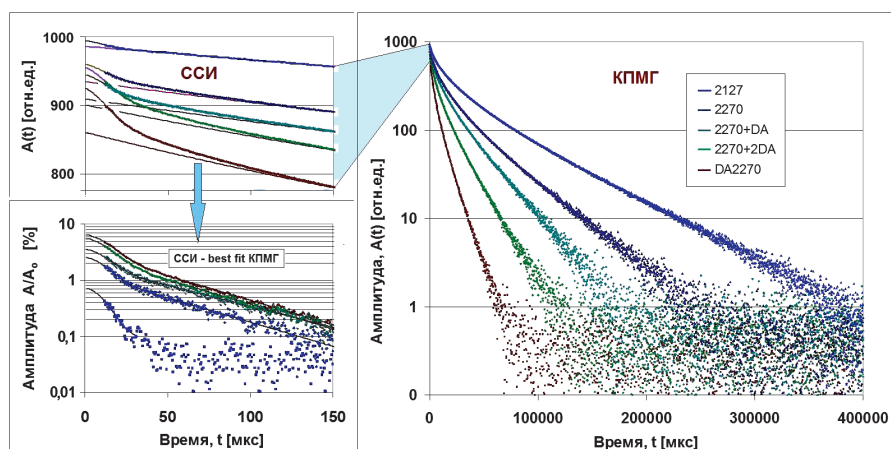 1000
900
800
A(t) [отн.ед.]
ССИ
10
1
0,1
0,01
Амплитуда A/A₀ [%]
ССИ - best fit КПМГ
0
50
100
150
Время, t [мкс]
1000
100
10
1
0
Амплитуда, A(t) [отн.ед.]
КПМГ
2127
2270
2270+DA
2270+2DA
DA2270
0
100000
200000
300000
400000
Время, t [мкс]